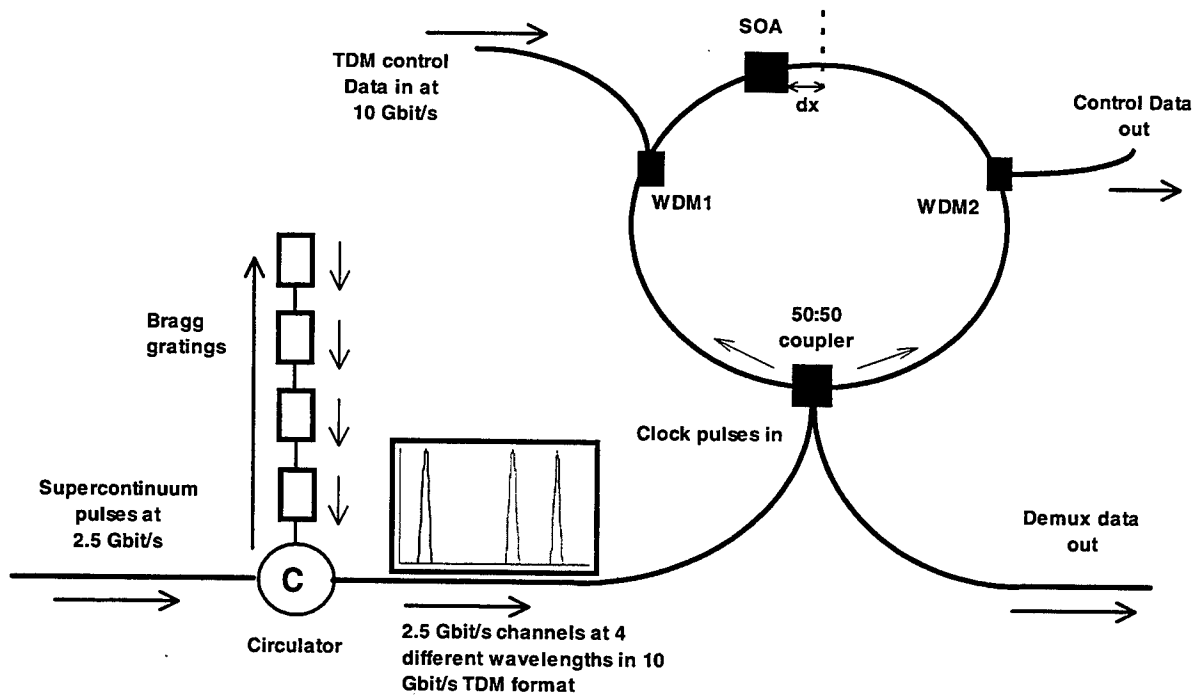 SOA
TDM control
Data in at
10 Gbit/s
dx
Control Data
out
WDM1
WDM2
Bragg
gratings
50:50
coupler
Clock pulses in
Supercontinuum
pulses at
2.5 Gbit/s
Demux data
out
C
Circulator
2.5 Gbit/s channels at 4
different wavelengths in 10
Gbit/s TDM format